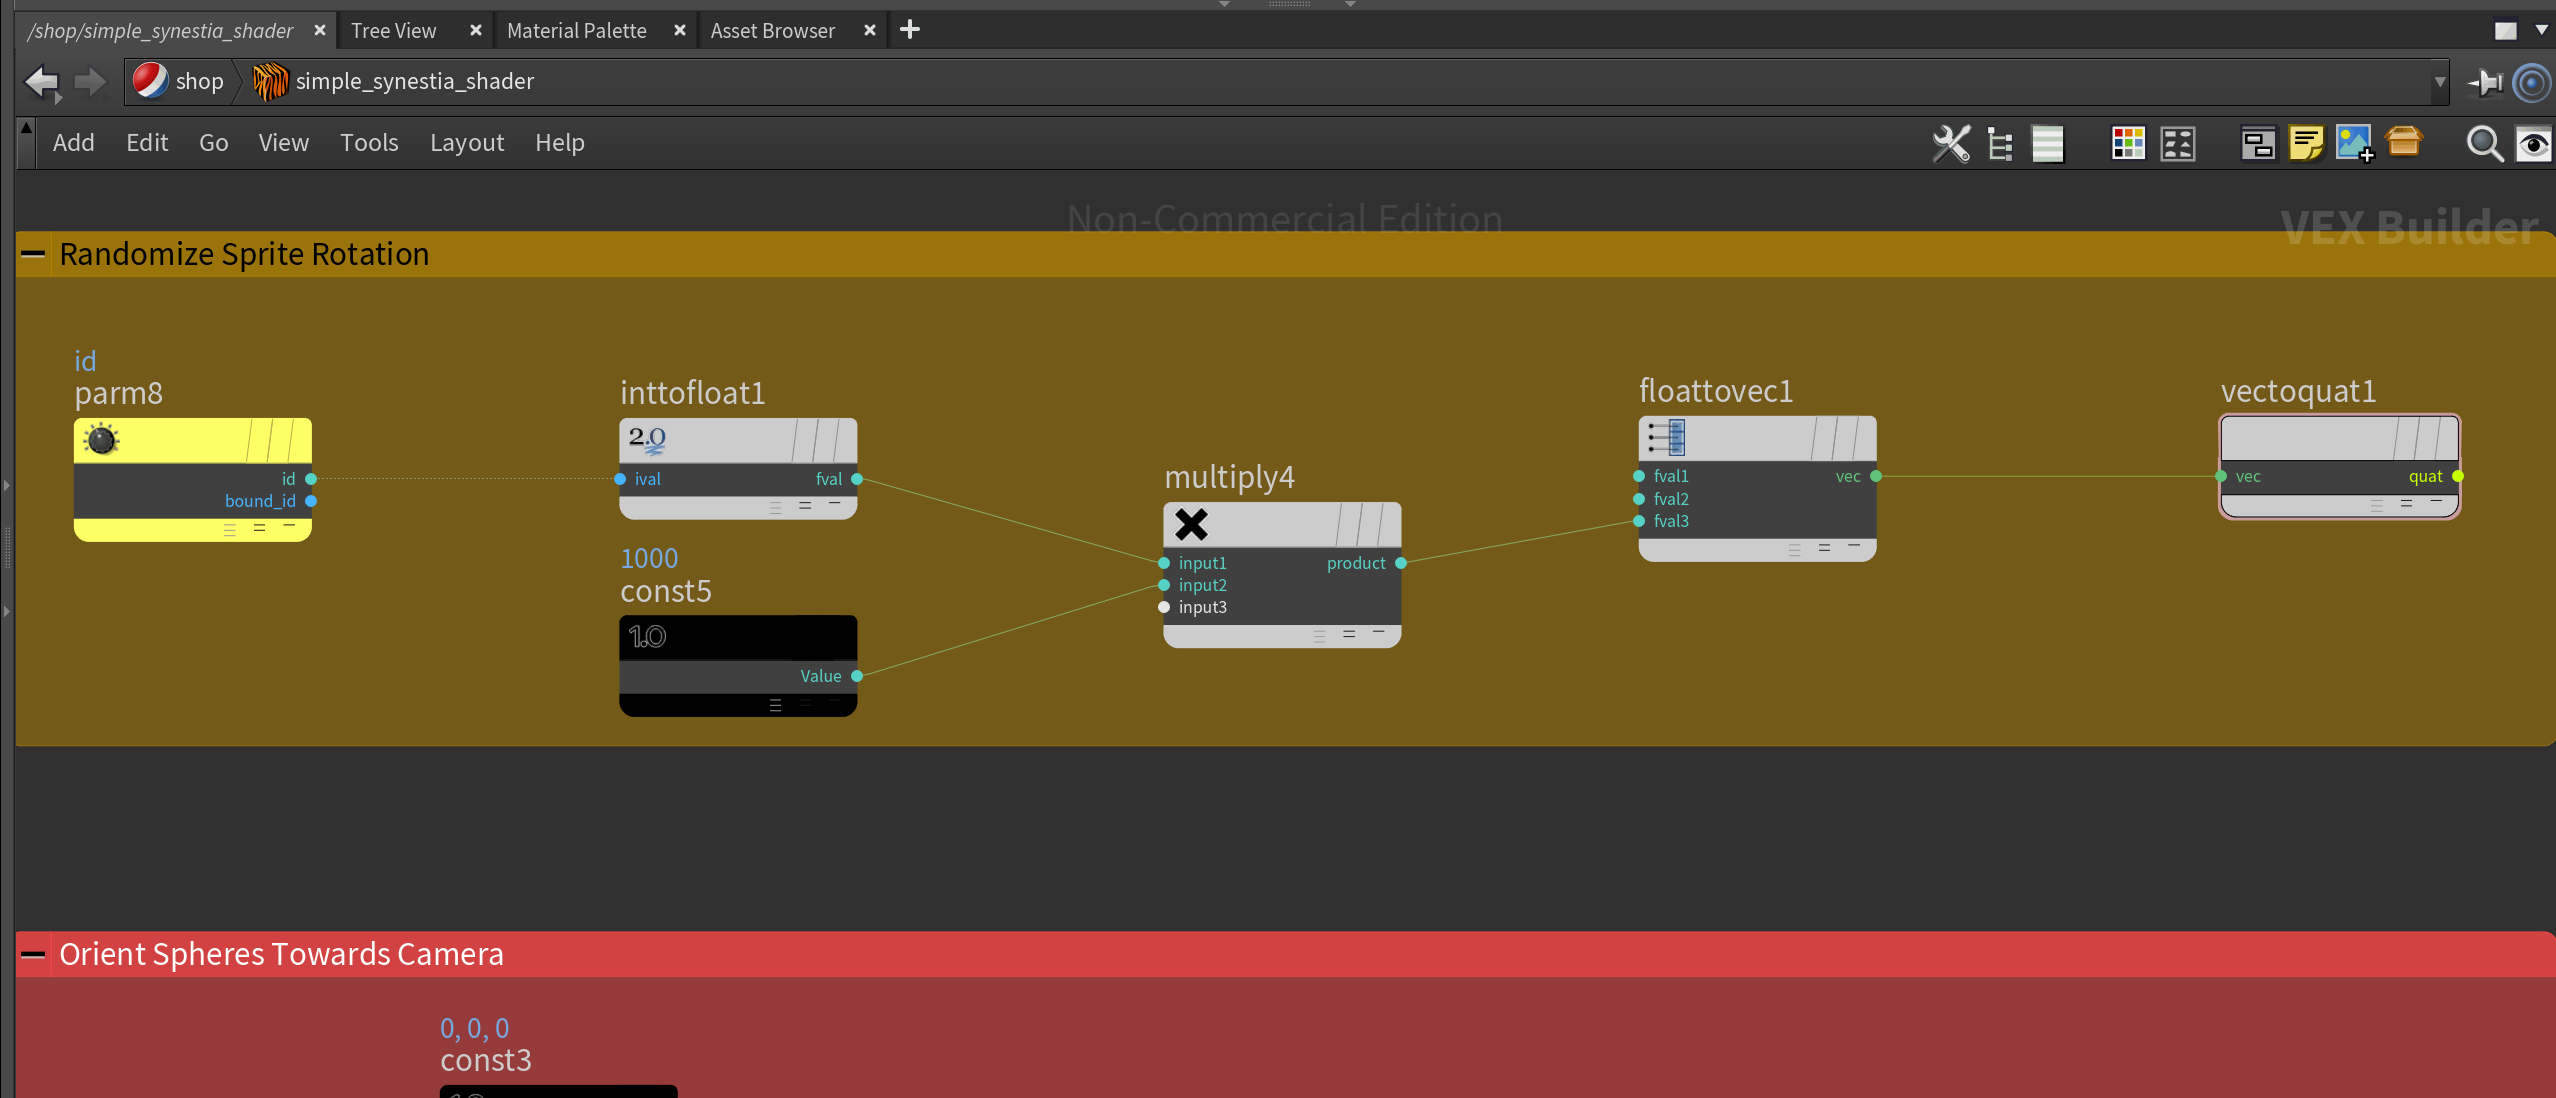 /shop/simple_synestia_shader Tree View Material Palette Asset Browser
shop simple_synestia_shader
Add Edit Go View Tools Layout Help
Non-Commercial Edition
VEX Builder
Randomize Sprite Rotation
id
parm8
id
bound_id
inttofloat1
2.0
ival fval
1000
const5
1.0
Value
multiply4
input1 product
input2
input3
floattovec1
fval1 vec
fval2
fval3
vectoquat1
vec quat
Orient Spheres Towards Camera
0, 0, 0
const3